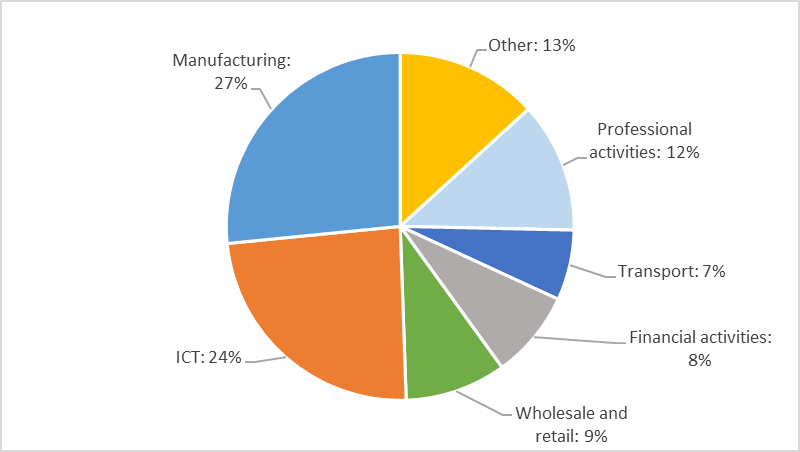 Other: 13%
Manufacturing:
27%
Professional
activities: 12%
Transport: 7%
Financial activities:
8%
ICT: 24%
Wholesale and
retail: 9%